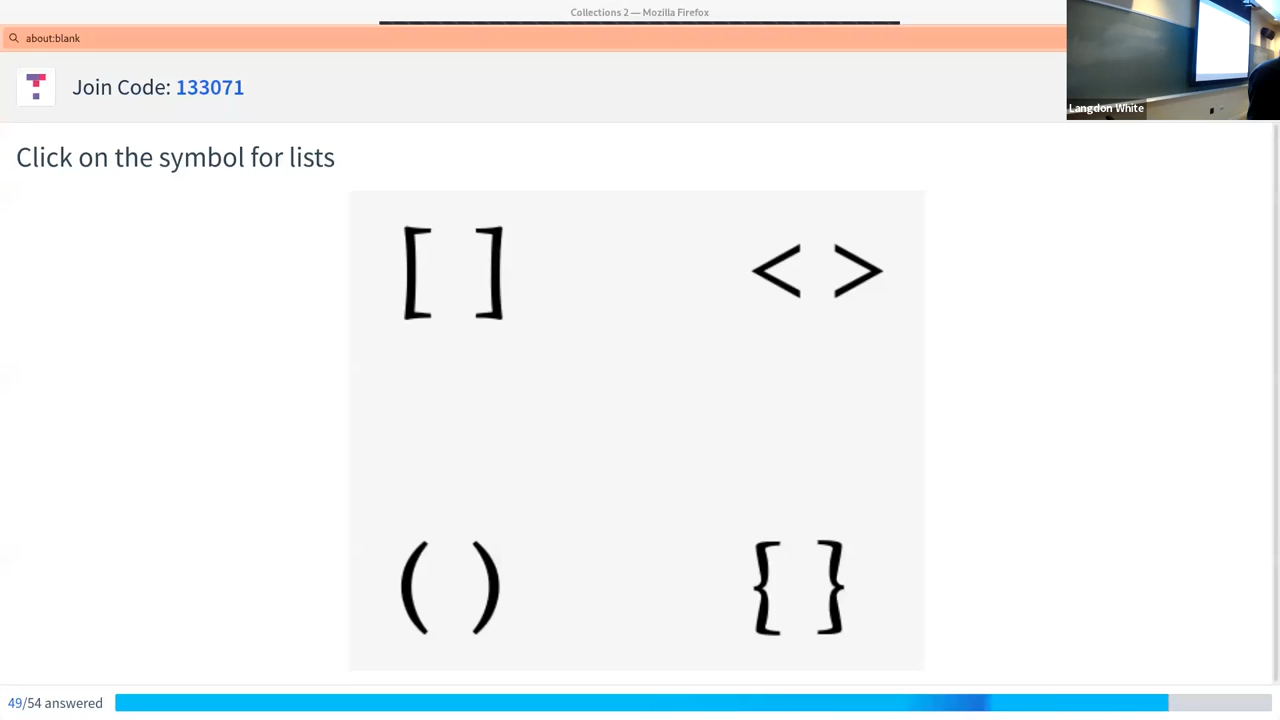 Collections 2 — Mozilla Firefox
about:blank
Join Code: 133071
Langdon White
Click on the symbol for lists
[ ] < >
( ) { }
49/54 answered